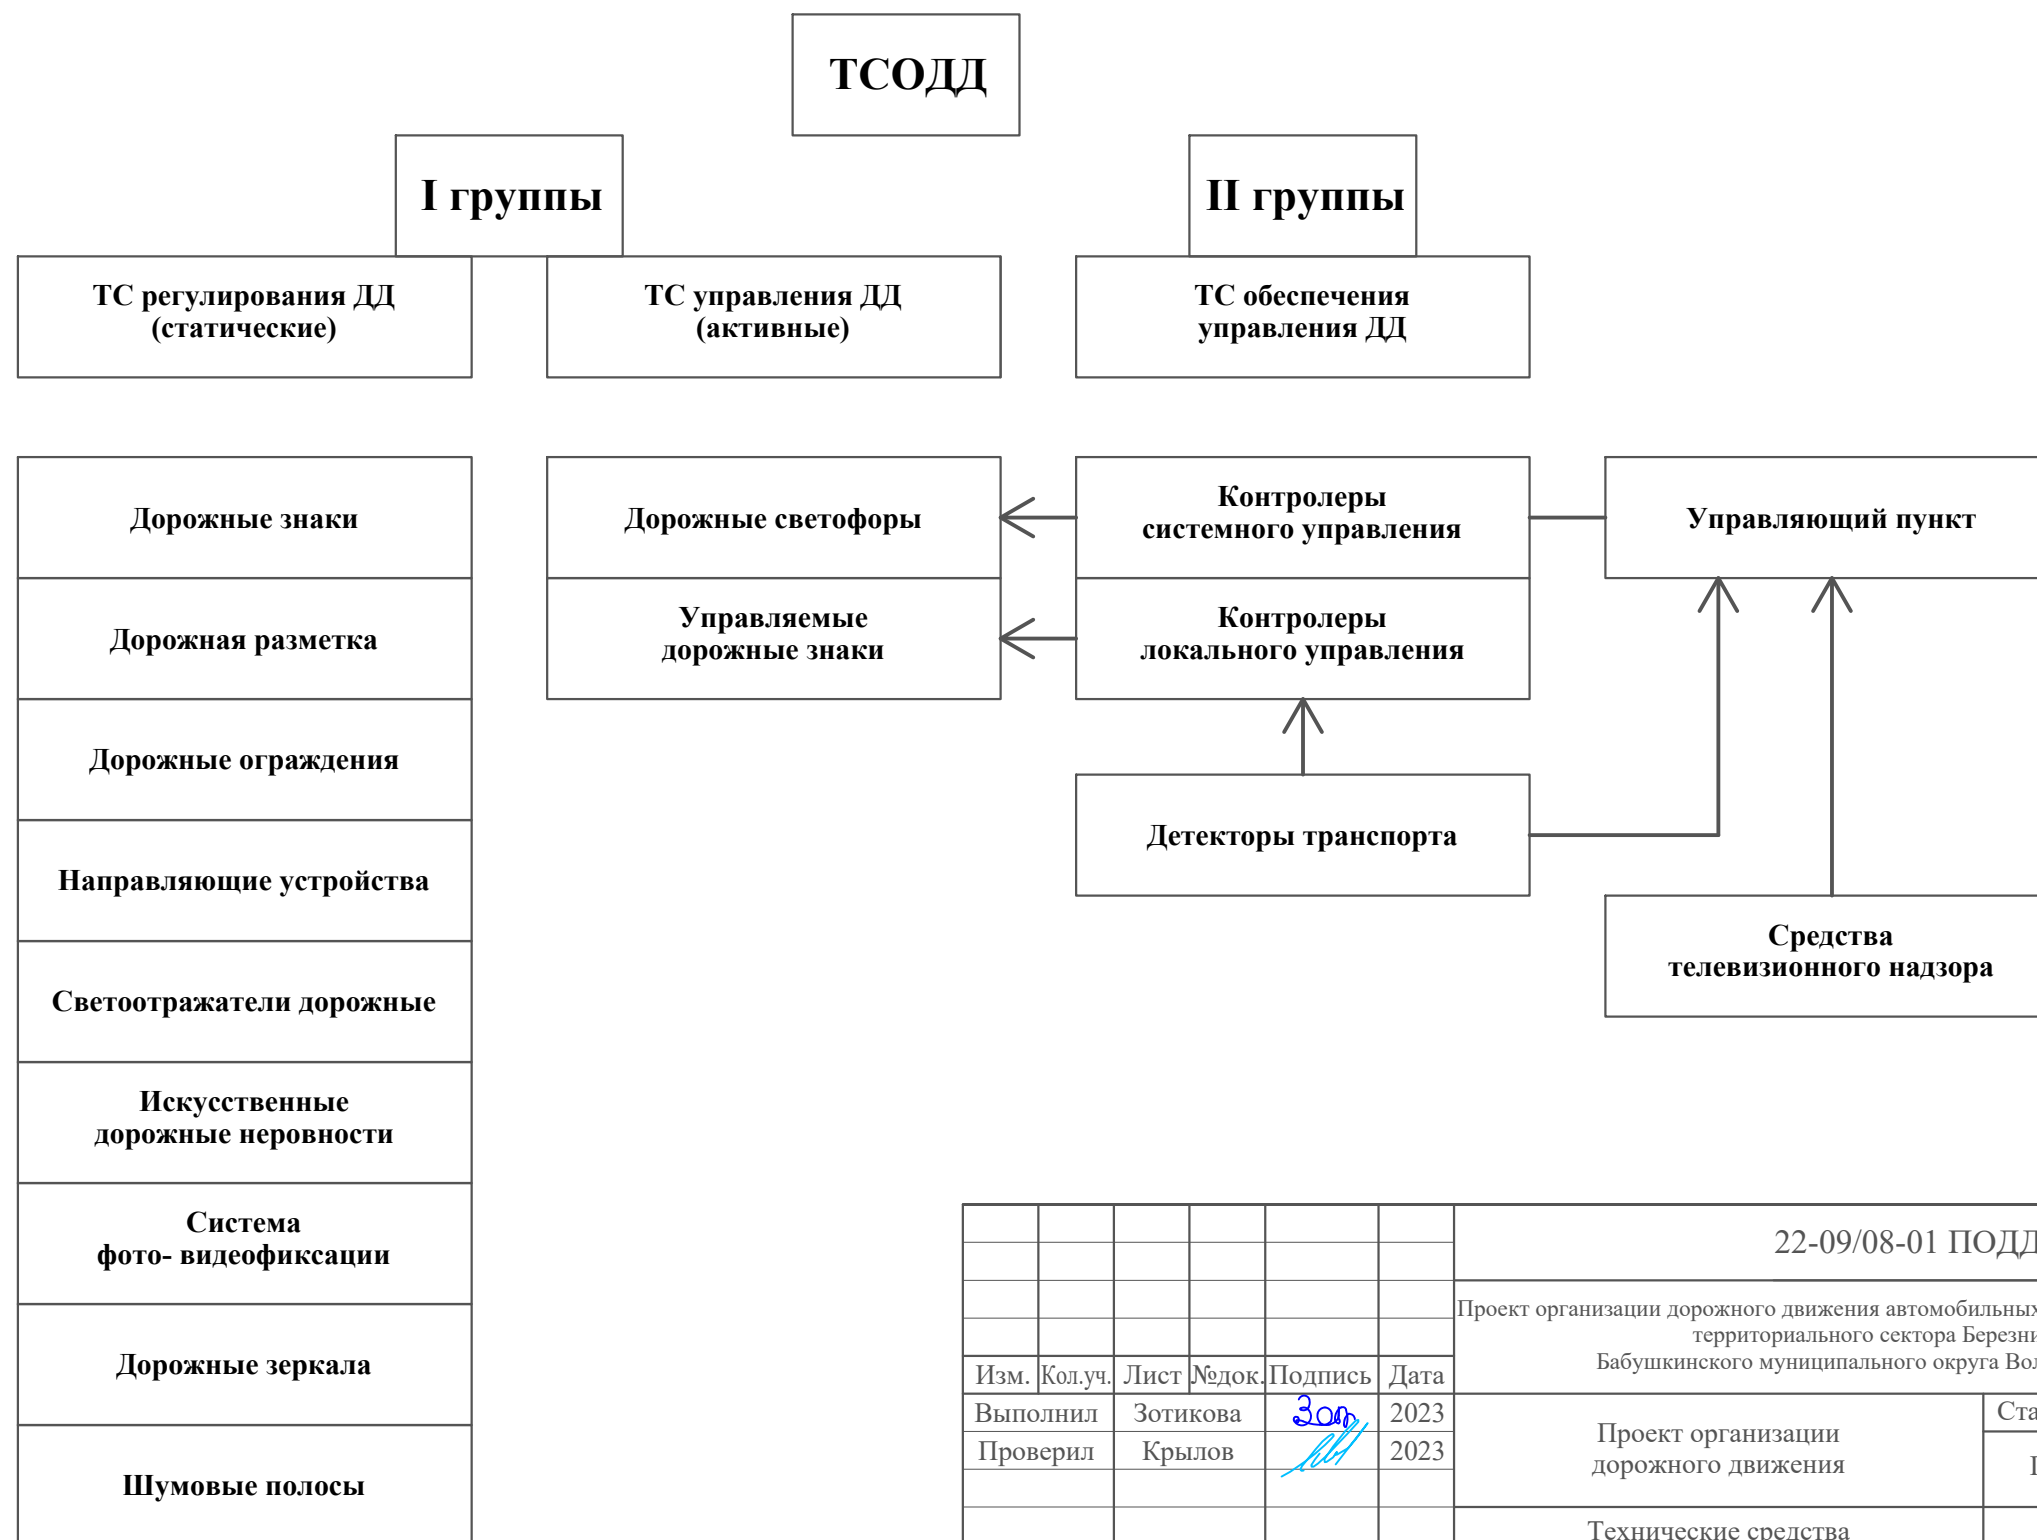 ТСОДД
I группы
II группы
ТС регулирования ДД
(статические)
ТС управления ДД
(активные)
ТС обеспечения
управления ДД
Дорожные знаки
Дорожные светофоры
Контролеры
системного управления
Управляющий пункт
Дорожная разметка
Управляемые
дорожные знаки
Контролеры
локального управления
Дорожные ограждения
Детекторы транспорта
Направляющие устройства
Средства
телевизионного надзора
Светоотражатели дорожные
Искусственные
дорожные неровности
Система
фото- видеофиксации
Дорожные зеркала
Шумовые полосы
22-09/08-01 ПОДД
Проект организации дорожного движения автомобильных
территориального сектора Березни
Бабушкинского муниципального округа Вол
Изм. Кол.уч. Лист №док. Подпись Дата
Выполнил Зотикова 2023
Проверил Крылов 2023
Проект организации
дорожного движения
Ста
Технические средства